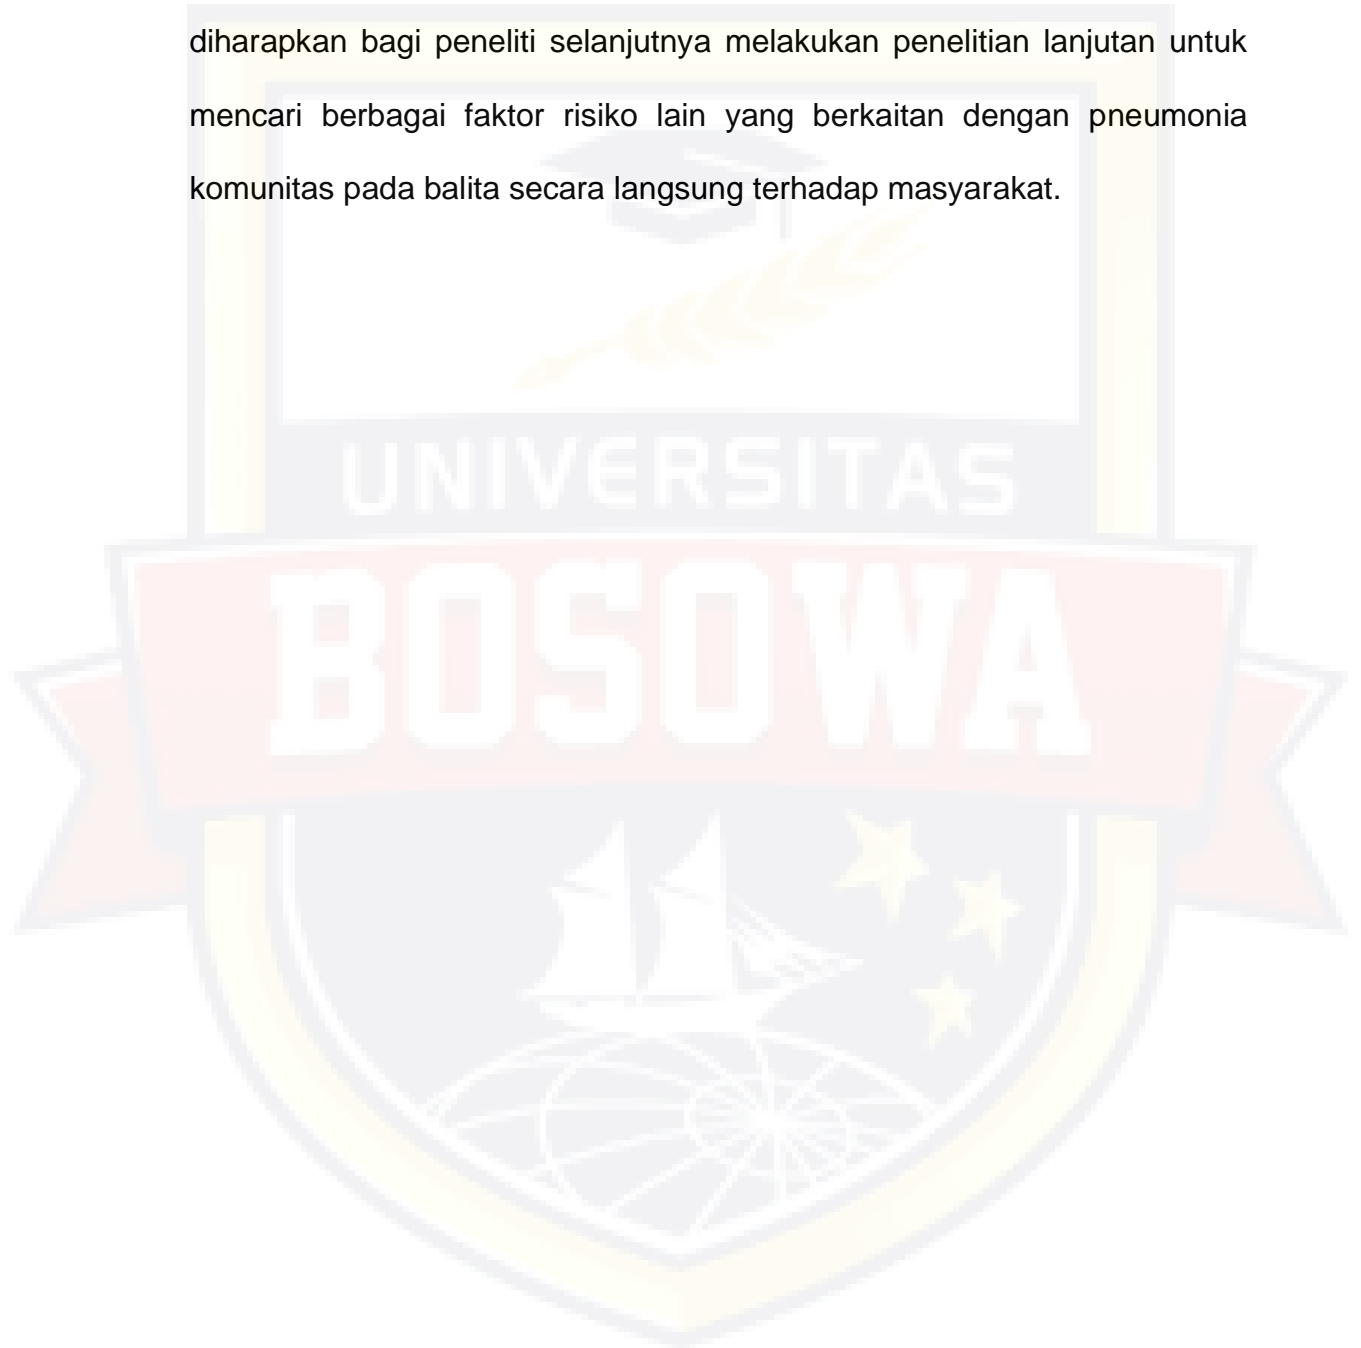 diharapkan bagi peneliti selanjutnya melakukan penelitian lanjutan untuk
mencari berbagai faktor risiko lain yang berkaitan dengan pneumonia
komunitas pada balita secara langsung terhadap masyarakat.
UNIVERSITAS
BOSOWA